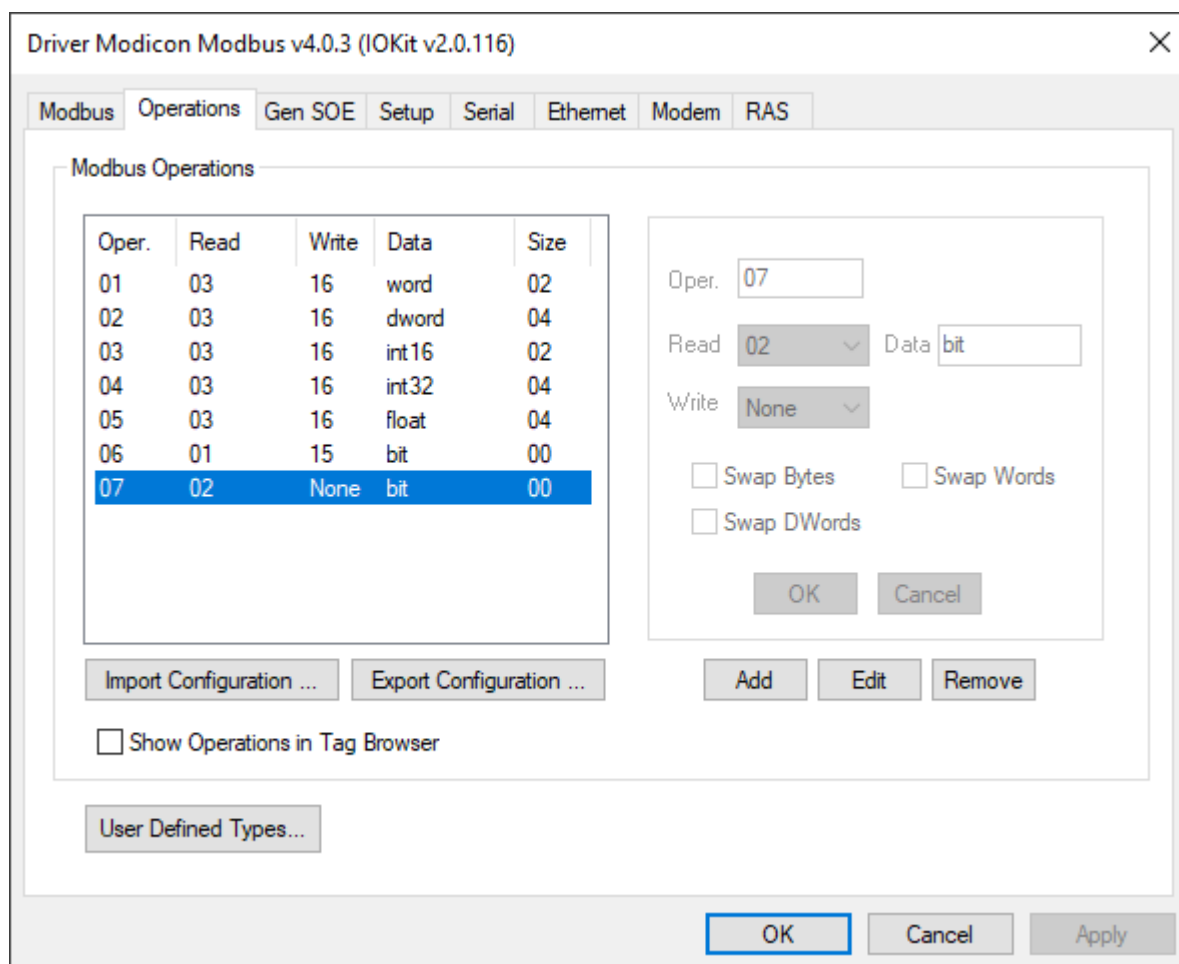 Driver Modicon Modbus v4.0.3 (IOKit v2.0.116)
Modbus Operations Gen SOE Setup Serial Ethernet Modem RAS
Modbus Operations
Oper. Read Write Data Size
01 03 16 word 02
02 03 16 dword 04
03 03 16 int16 02
04 03 16 int32 04
05 03 16 float 04
06 01 15 bit 00
07 02 None bit 00
Oper. 07
Read 02 Data bit
Write None
Swap Bytes Swap Words
Swap DWords
OK Cancel
Import Configuration ... Export Configuration ... Add Edit Remove
Show Operations in Tag Browser
User Defined Types...
OK Cancel Apply